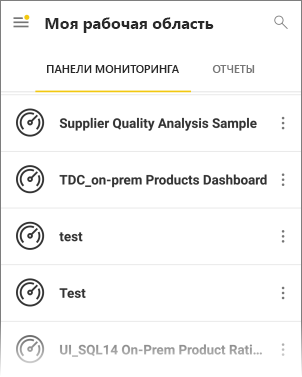 Моя рабочая область
ПАНЕЛИ МОНИТОРИНГА
ОТЧЕТЫ
Supplier Quality Analysis Sample
TDC_on-prem Products Dashboard
test
Test
UI_SQL14 On-Prem Product Rati...